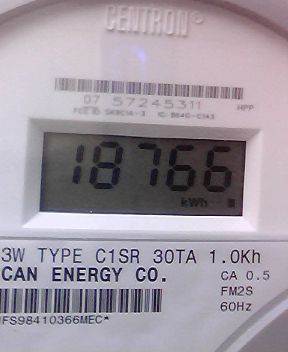 CENTRON®
07 57245311 HPP
18766
kWh
3W TYPE C1SR 30TA 1.0Kh
CAN ENERGY CO. CA 0.5
FM2S
60Hz
FS98410366MEC*